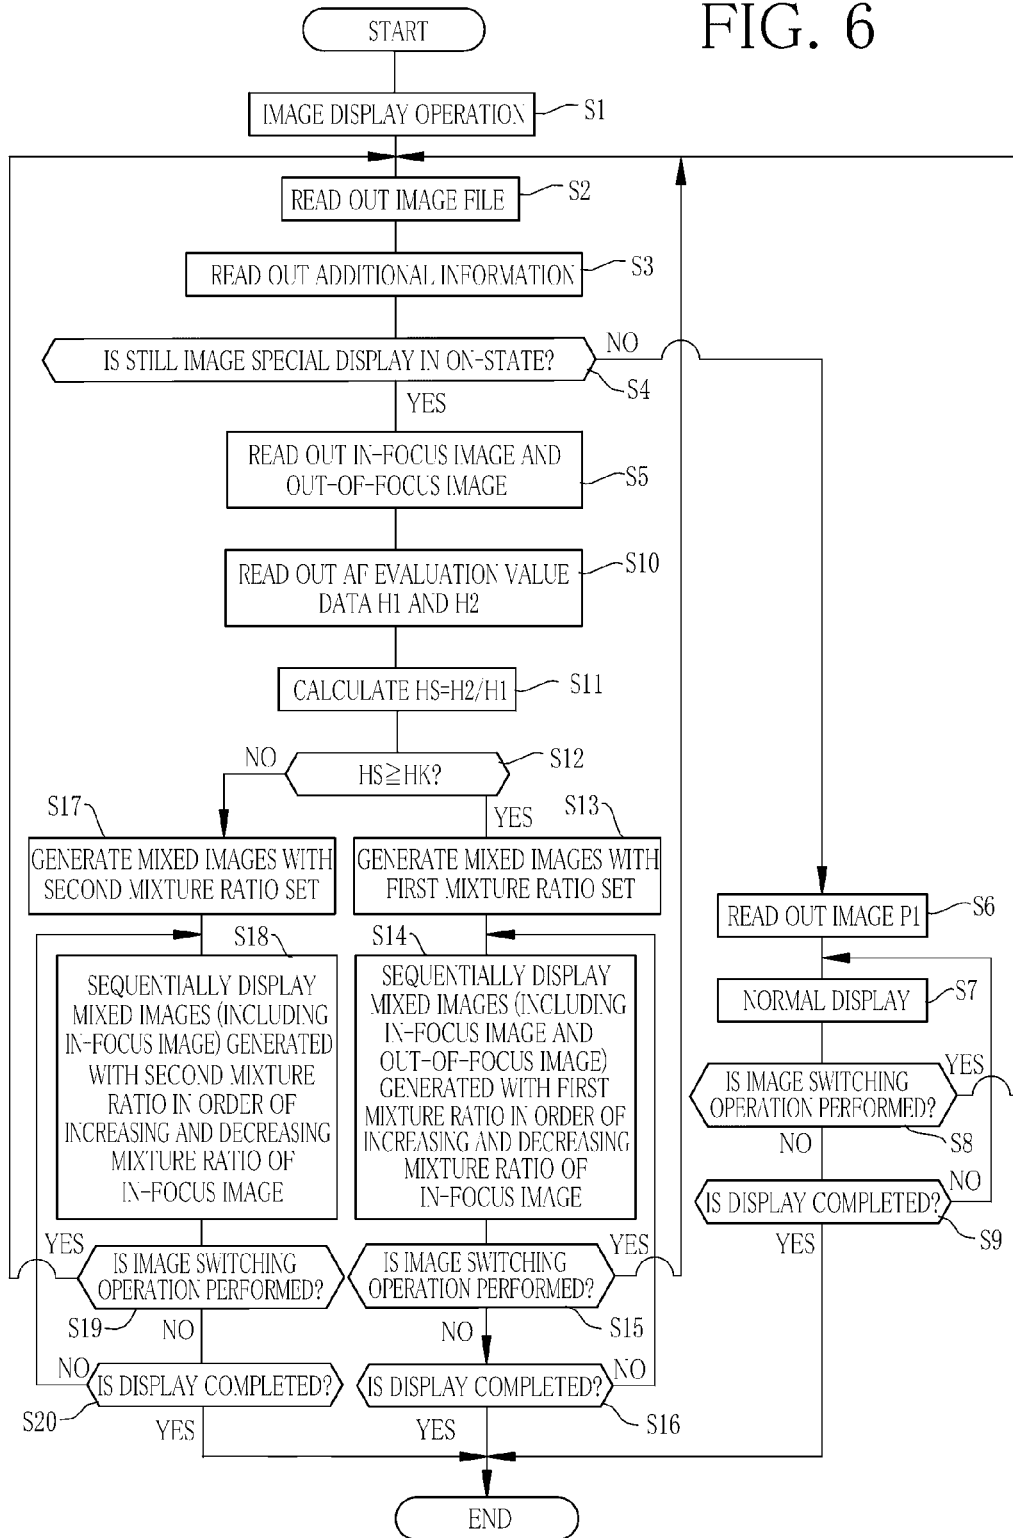 FIG. 6
START
IMAGE DISPLAY OPERATION
S1
READ OUT IMAGE FILE
S2
READ OUT ADDITIONAL INFORMATION
S3
IS STILL IMAGE SPECIAL DISPLAY IN ON-STATE?
NO
S4
YES
READ OUT IN-FOCUS IMAGE AND
OUT-OF-FOCUS IMAGE
S5
READ OUT AF EVALUATION VALUE
DATA H1 AND H2
S10
CALCULATE HS=H2/H1
S11
HS≧HK?
S12
NO
YES
S17
GENERATE MIXED IMAGES WITH
SECOND MIXTURE RATIO SET
S13
GENERATE MIXED IMAGES WITH
FIRST MIXTURE RATIO SET
S18
SEQUENTIALLY DISPLAY
MIXED IMAGES (INCLUDING
IN-FOCUS IMAGE) GENERATED
WITH SECOND MIXTURE
RATIO IN ORDER OF
INCREASING AND DECREASING
MIXTURE RATIO OF
IN-FOCUS IMAGE
S14
SEQUENTIALLY DISPLAY
MIXED IMAGES (INCLUDING
IN-FOCUS IMAGE AND
OUT-OF-FOCUS IMAGE)
GENERATED WITH FIRST
MIXTURE RATIO IN ORDER OF
INCREASING AND DECREASING
MIXTURE RATIO OF
IN-FOCUS IMAGE
READ OUT IMAGE P1
S6
NORMAL DISPLAY
S7
IS IMAGE SWITCHING
OPERATION PERFORMED?
YES
S8
NO
IS DISPLAY COMPLETED?
NO
S9
YES
YES
IS IMAGE SWITCHING
OPERATION PERFORMED?
S19
NO
IS IMAGE SWITCHING
OPERATION PERFORMED?
YES
S15
NO
NO
IS DISPLAY COMPLETED?
S20
YES
IS DISPLAY COMPLETED?
NO
S16
YES
END